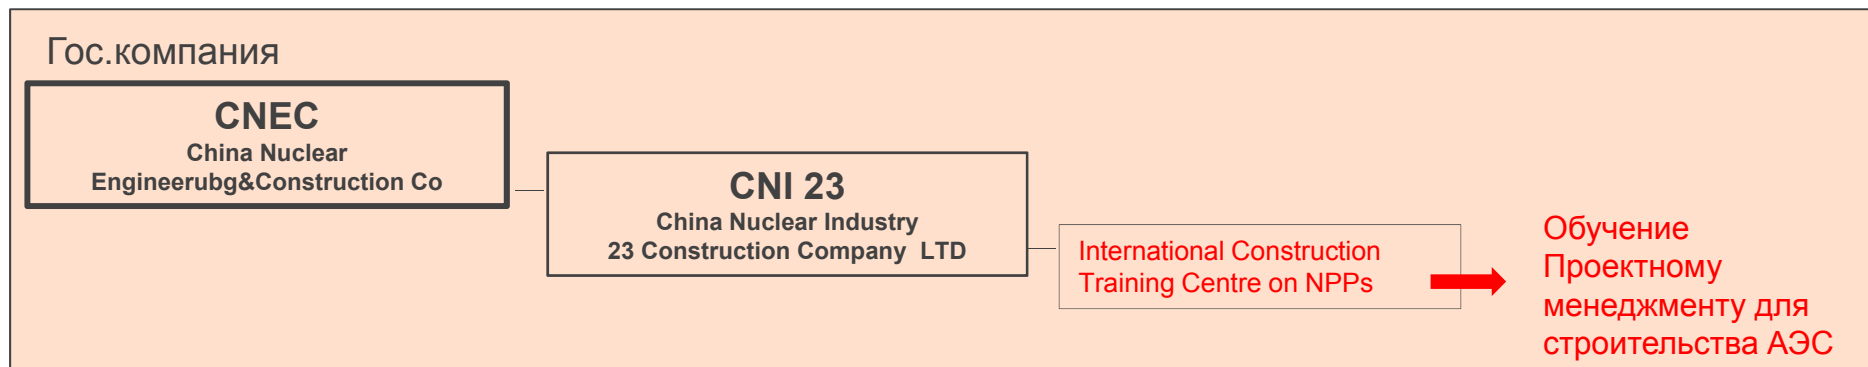 Гос.компания
CNEC
China Nuclear
Engineerubg&Construction Co
CNI 23
China Nuclear Industry
23 Construction Company LTD
International Construction
Training Centre on NPPs
Обучение
Проектному
менеджменту для
строительства АЭС